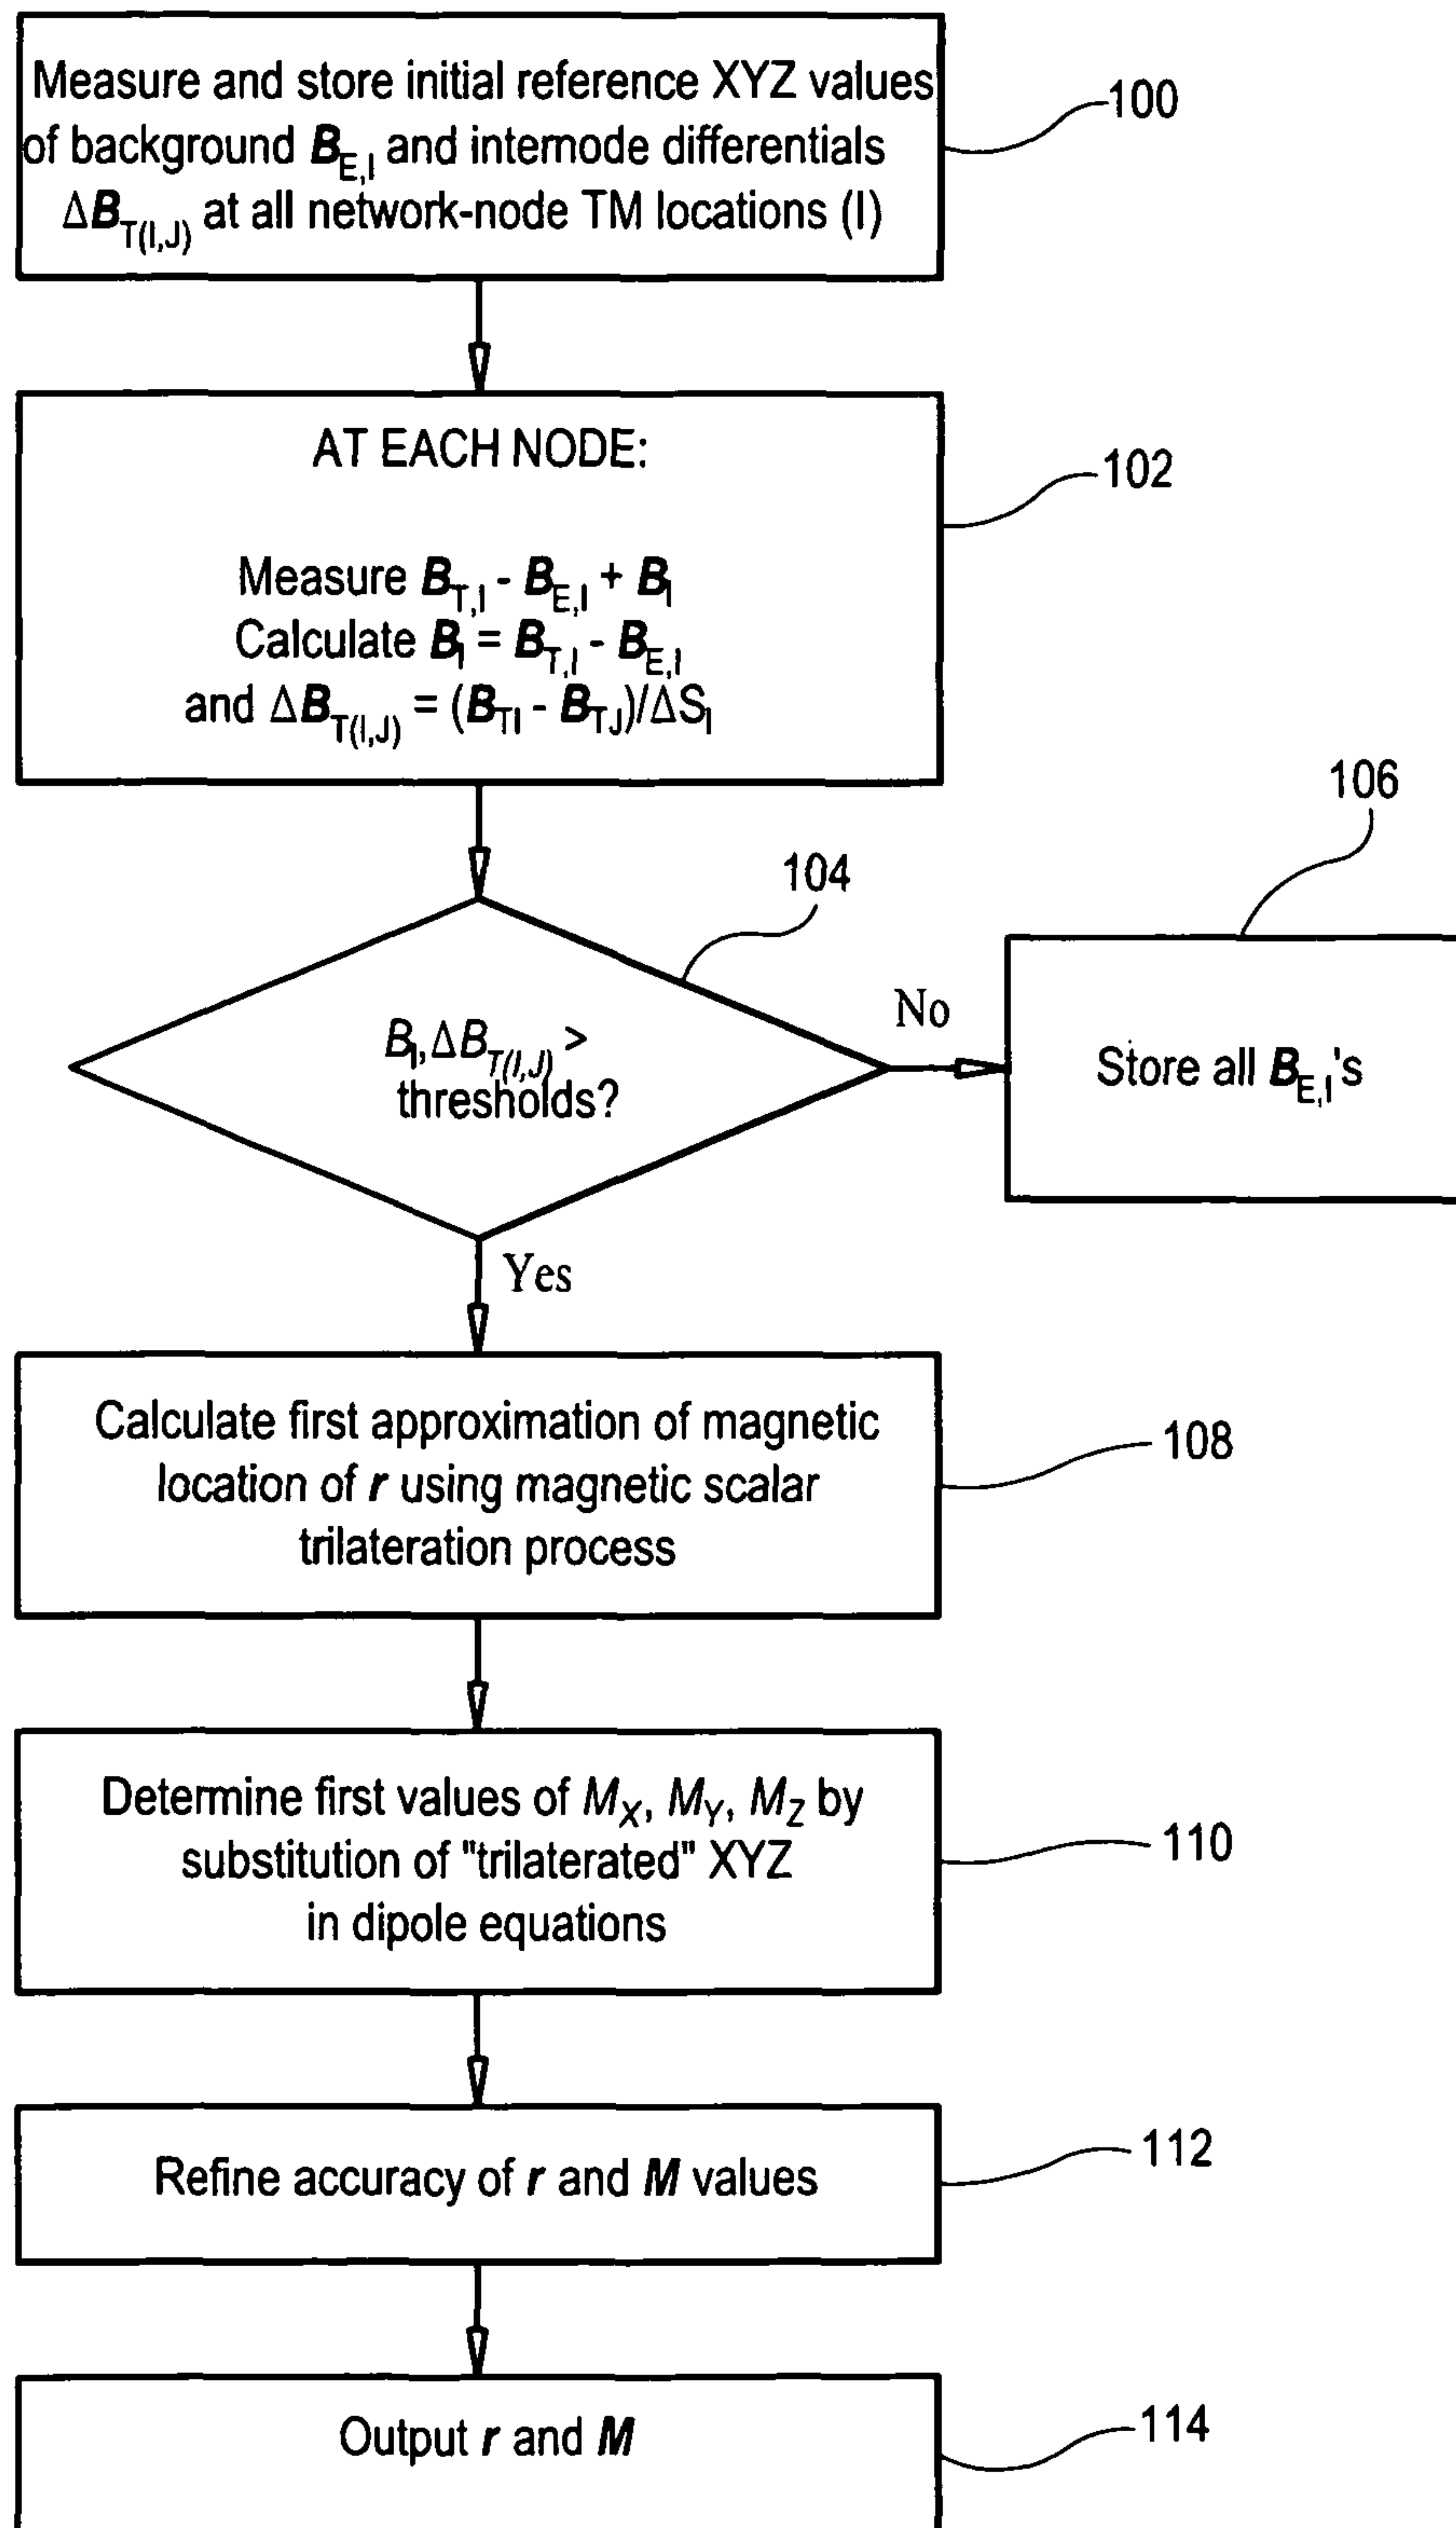 Measure and store initial reference XYZ values
of background B_E,I and internode differentials
ΔB_T(I,J) at all network-node TM locations (I)
100
AT EACH NODE:
Measure B_T,I - B_E,I + B_I
Calculate B_I = B_T,I - B_E,I
and ΔB_T(I,J) = (B_TI - B_TJ)/ΔS_I
102
B_I, ΔB_T(I,J) >
thresholds?
104
No
Store all B_E,I's
106
Yes
Calculate first approximation of magnetic
location of r using magnetic scalar
trilateration process
108
Determine first values of M_X, M_Y, M_Z by
substitution of "trilaterated" XYZ
in dipole equations
110
Refine accuracy of r and M values
112
Output r and M
114